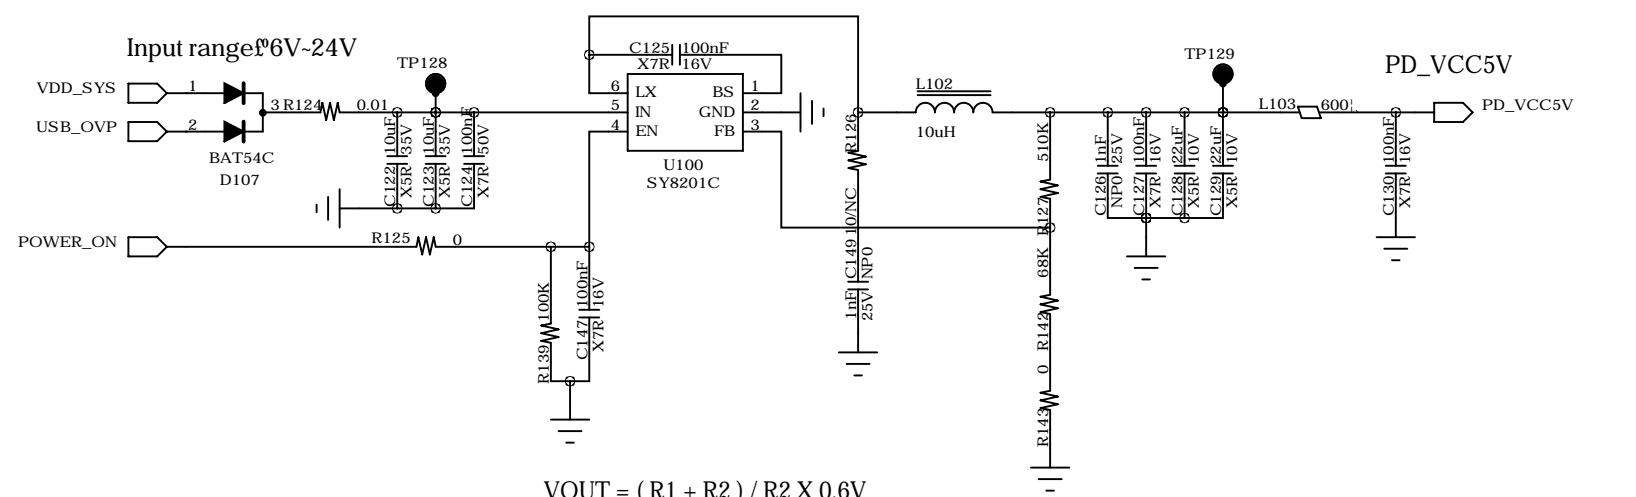 Input range£º6V~24V
VDD_SYS
1
USB_OVP
2
BAT54C
D107
3
R124
0.01
TP128
C122 10uF
X5R 35V
C123 10uF
X5R 35V
C124 100nF
X7R 50V
C125 100nF
X7R 16V
6 LX
5 IN
4 EN
BS 1
GND 2
FB 3
U100
SY8201C
POWER_ON
R125
0
R139 100K
C147 100nF
X7R 16V
R126
10/NC
1nF C149
25V NP0
L102
10uH
510K
R127
68K
R142
0
R143
C126 1nF
NP0 25V
C127 100nF
X7R 16V
C128 22uF
X5R 10V
C129 22uF
X5R 10V
TP129
L103
600
PD_VCC5V
PD_VCC5V
C130 100nF
X7R 16V
VOUT = ( R1 + R2 ) / R2 X 0.6V